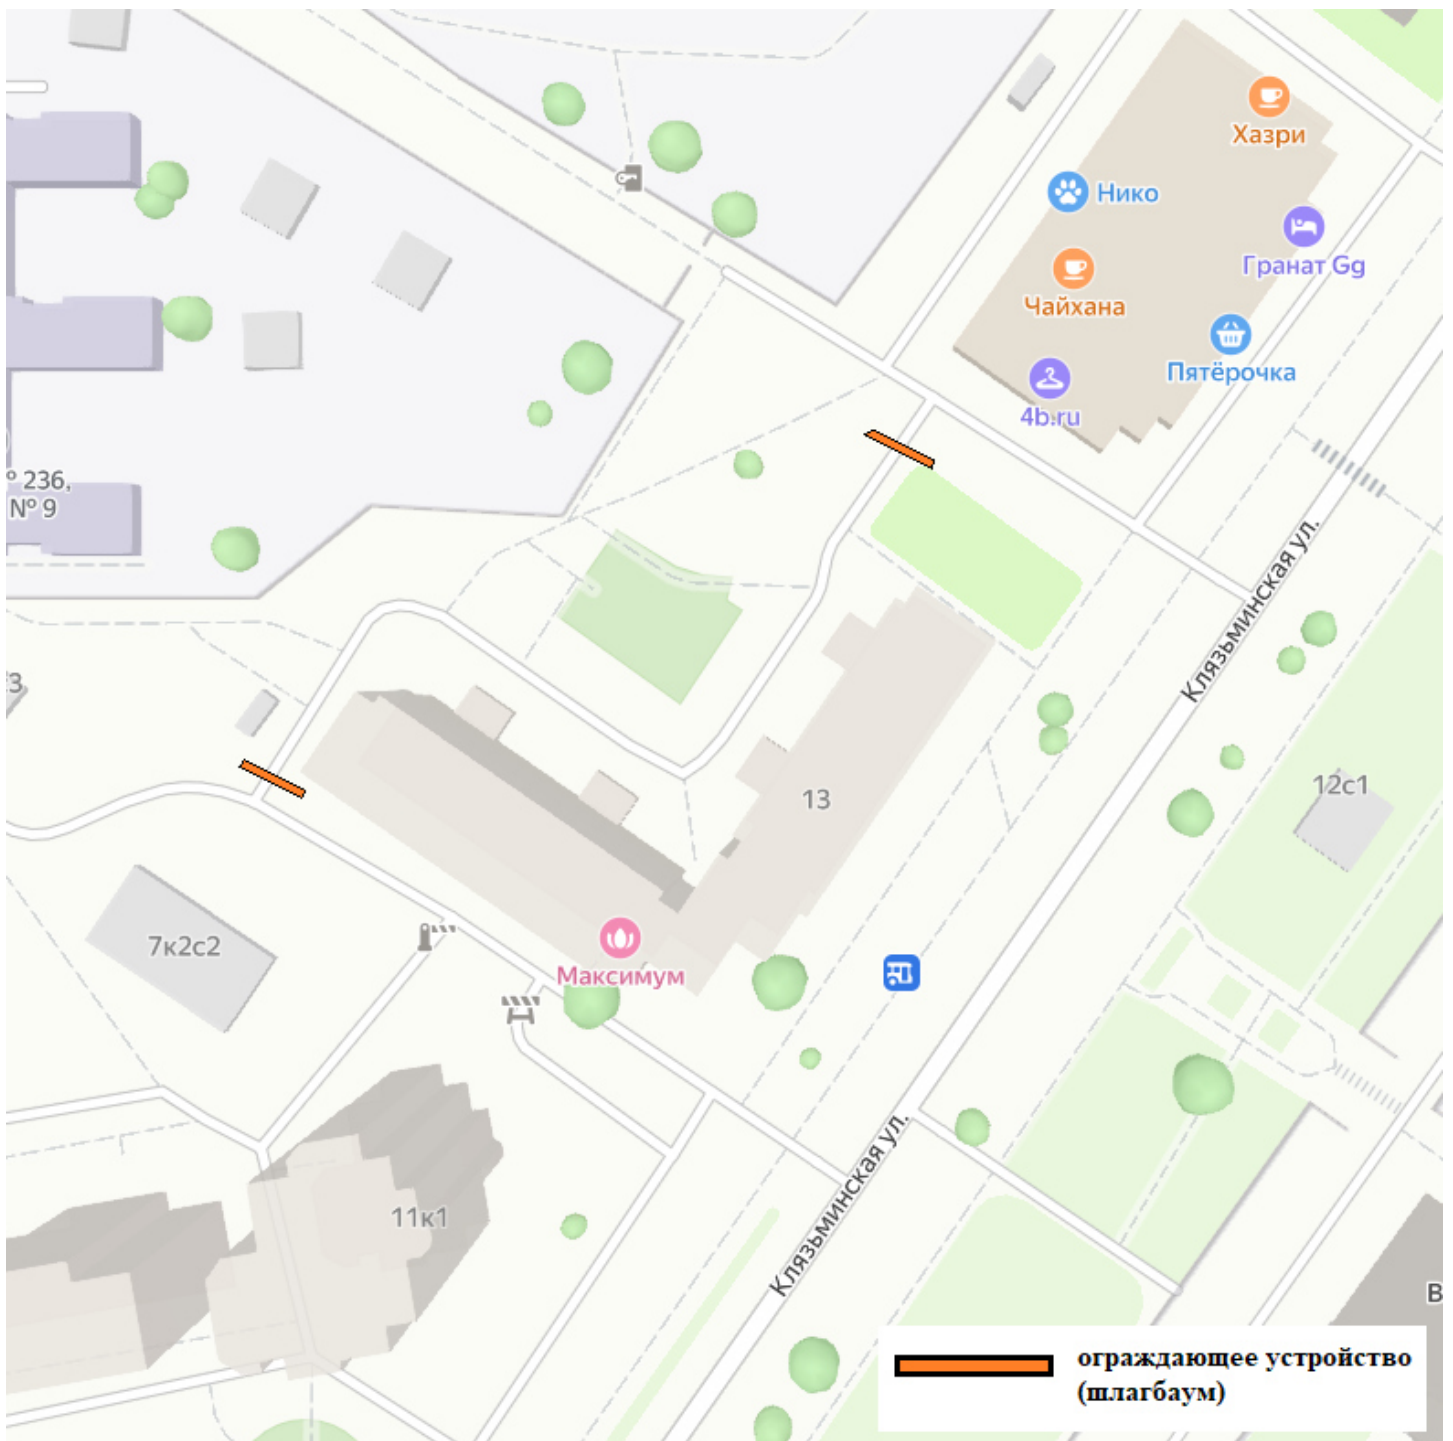 Хазри
Нико
Гранат Gg
Чайхана
Пятёрочка
4b.ru
236,
№ 9
Клязьминская ул.
13
12с1
7к2с2
Максимум
11к1
Клязьминская ул.
В
ограждающее устройство
(шлагбаум)